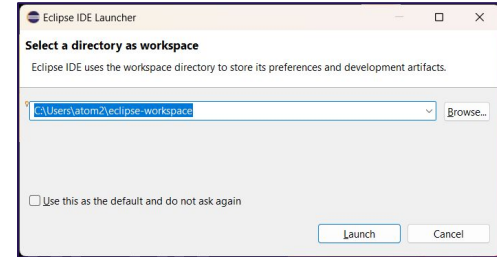 Eclipse IDE Launcher
Select a directory as workspace
Eclipse IDE uses the workspace directory to store its preferences and development artifacts.
C:\Users\atom2\eclipse-workspace
Browse...
Use this as the default and do not ask again
Launch Cancel